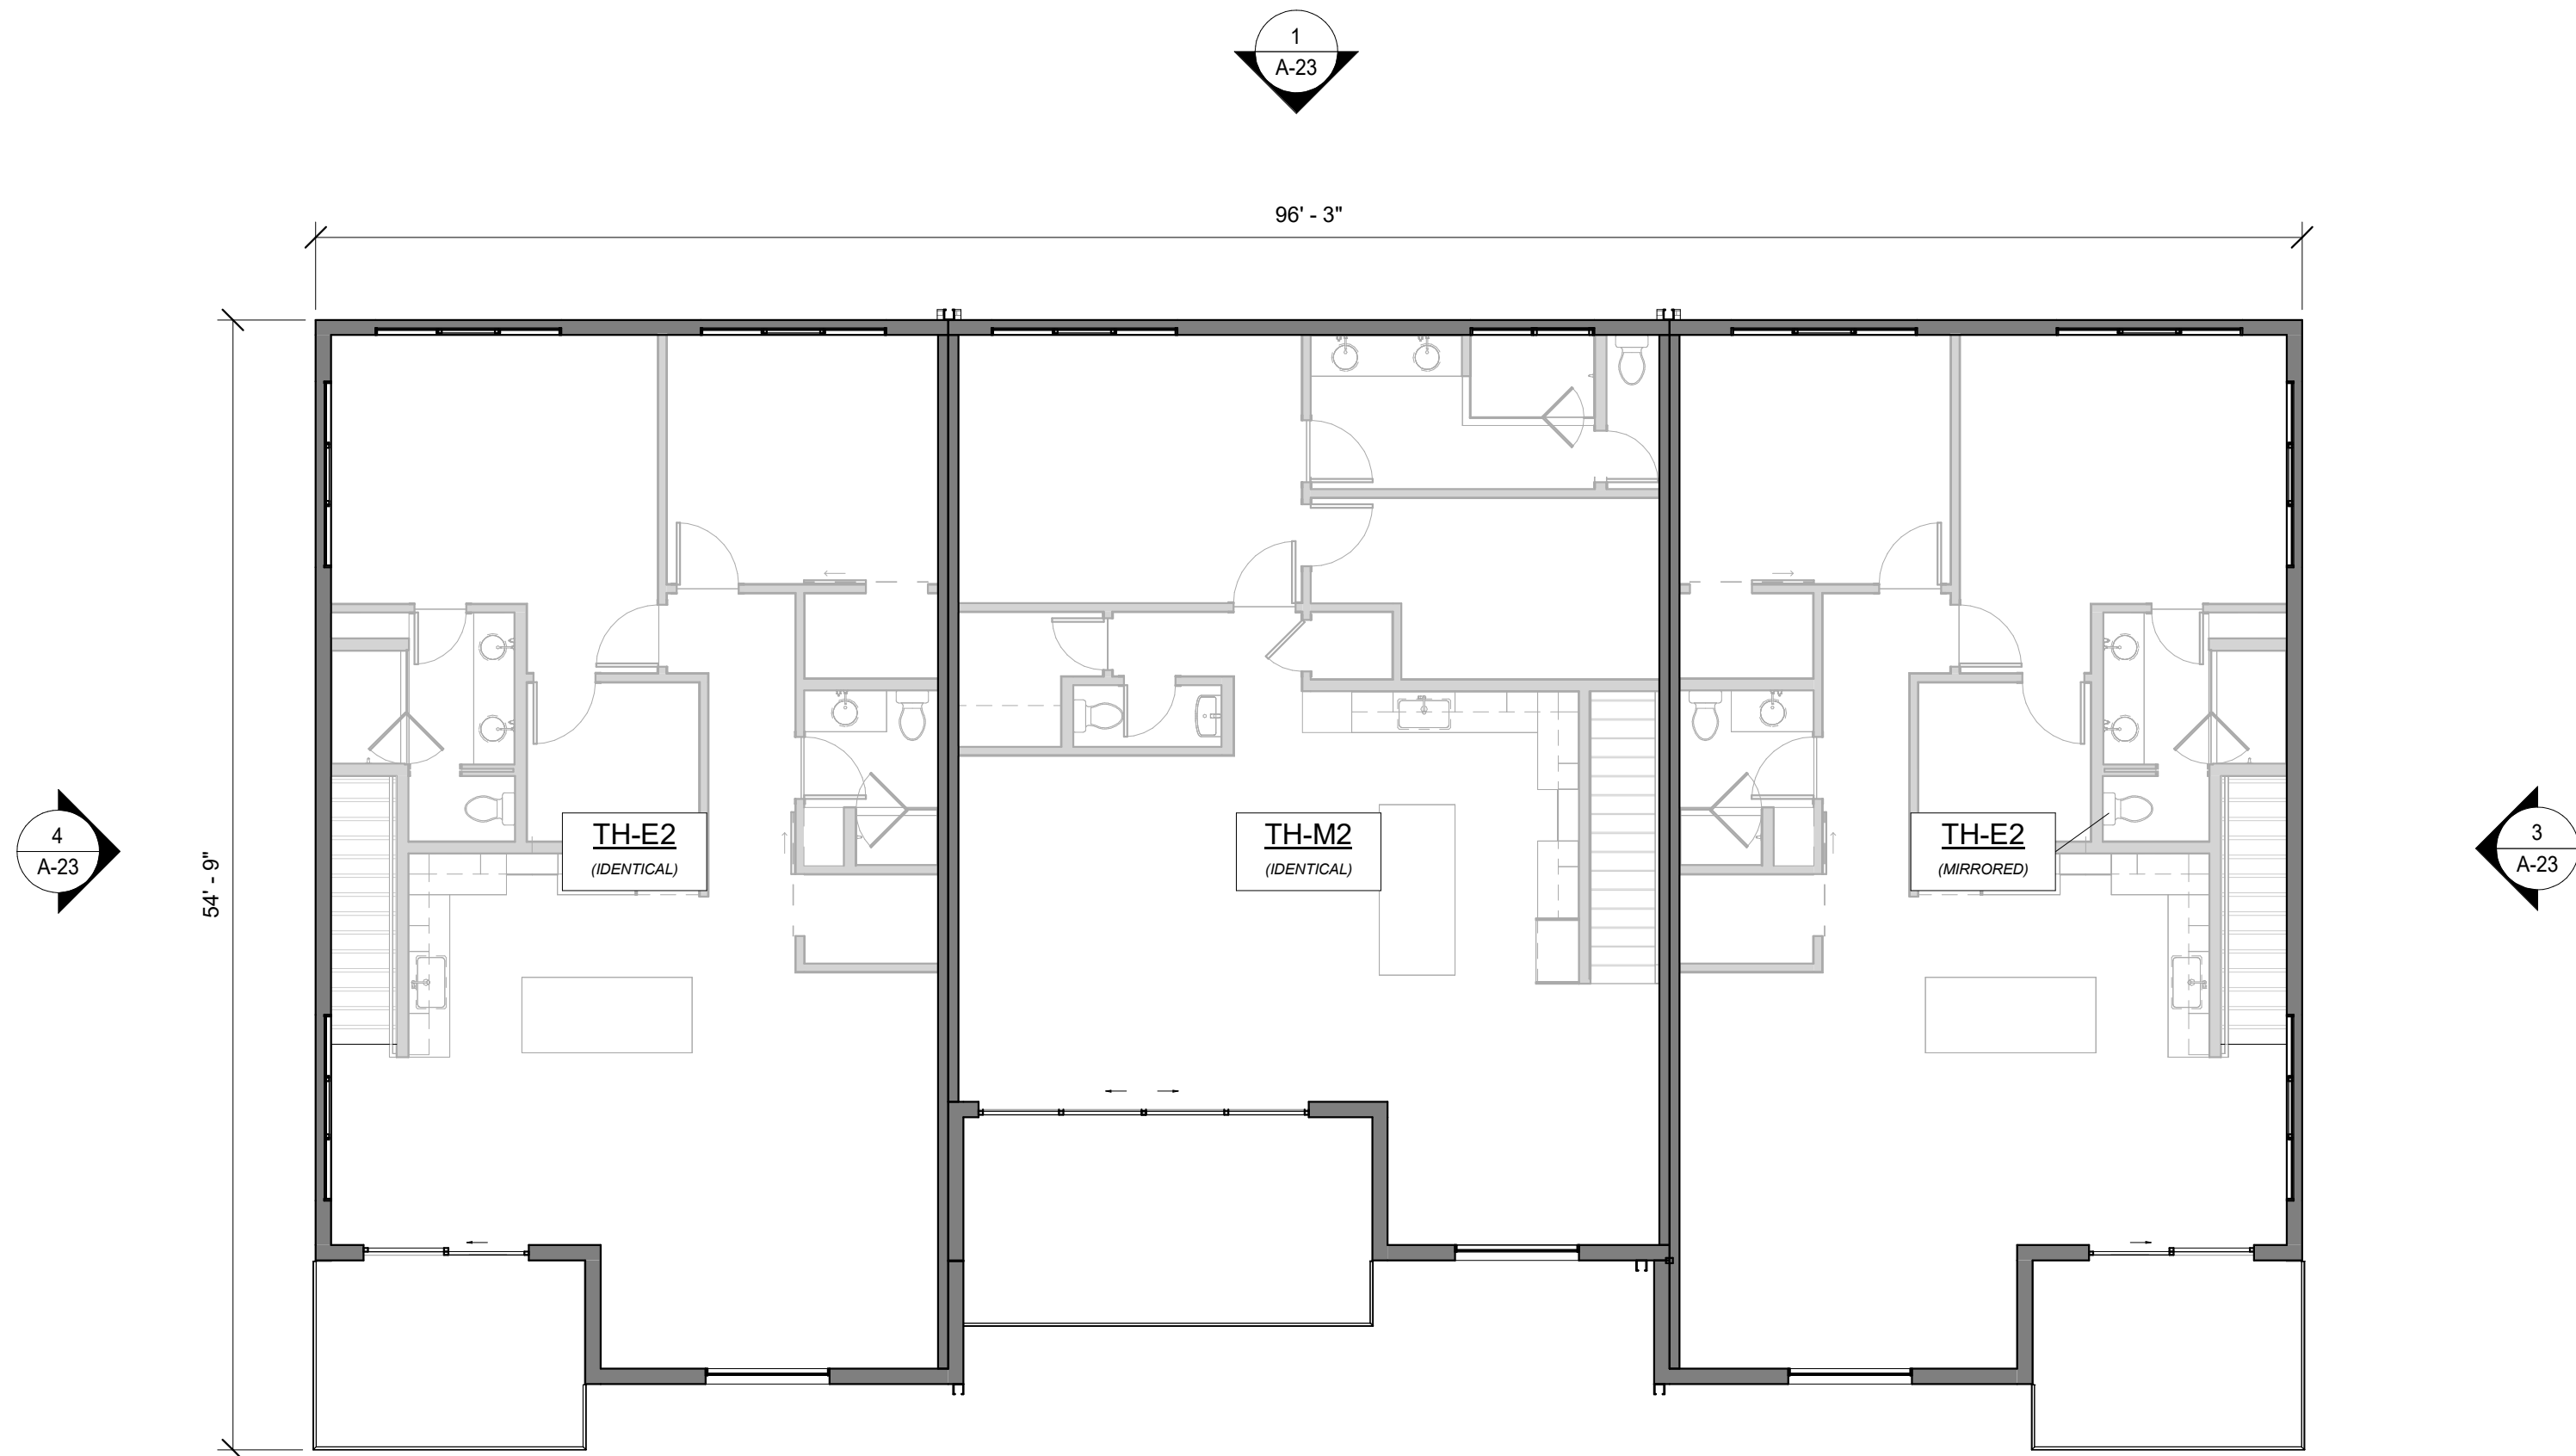 1
A-23
96' - 3"
54' - 9"
4
A-23
TH-E2
(IDENTICAL)
TH-M2
(IDENTICAL)
TH-E2
(MIRRORED)
3
A-23